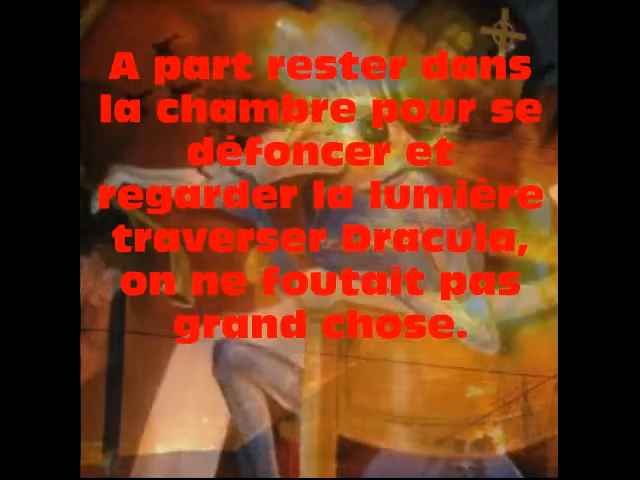 A part rester dans
la chambre pour se
défoncer et
regarder la lumière
traverser Dracula,
on ne foutait pas
grand chose.